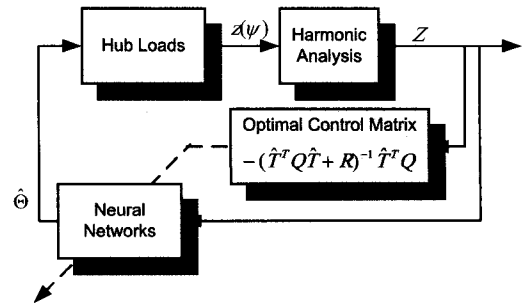 Hub Loads
z(ψ)
Harmonic
Analysis
Z
Optimal Control Matrix
-(T̂ᵀQT̂ + R)⁻¹ T̂ᵀQ
Θ̂
Neural
Networks